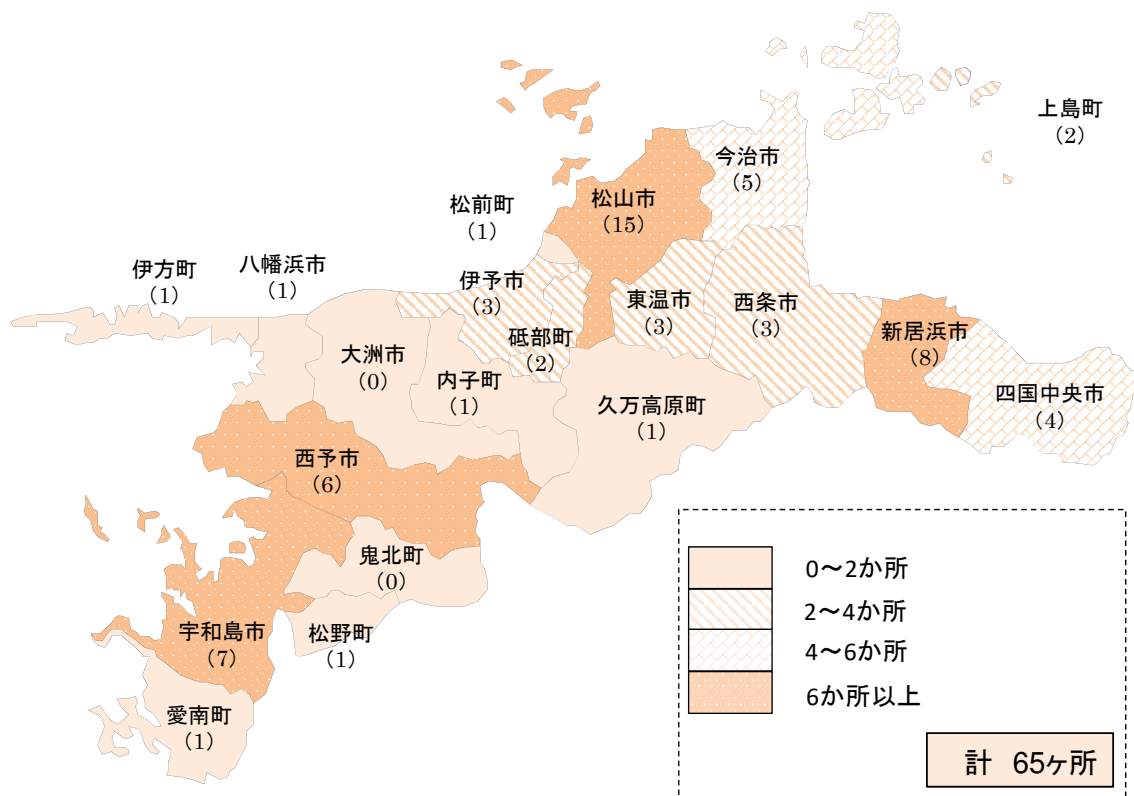 上島町
(2)
今治市
(5)
松山市
(15)
松前町
(1)
伊方町
(1)
八幡浜市
(1)
伊予市
(3)
東温市
(3)
西条市
(3)
砥部町
(2)
新居浜市
(8)
大洲市
(0)
内子町
(1)
久万高原町
(1)
四国中央市
(4)
西予市
(6)
鬼北町
(0)
宇和島市
(7)
松野町
(1)
愛南町
(1)
0～2か所
2～4か所
4～6か所
6か所以上
計 65ヶ所